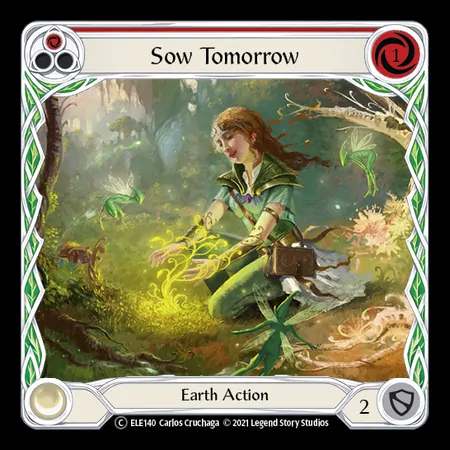 Sow Tomorrow
1
Earth Action
2
C ELE140 Carlos Cruchaga © 2021 Legend Story Studios